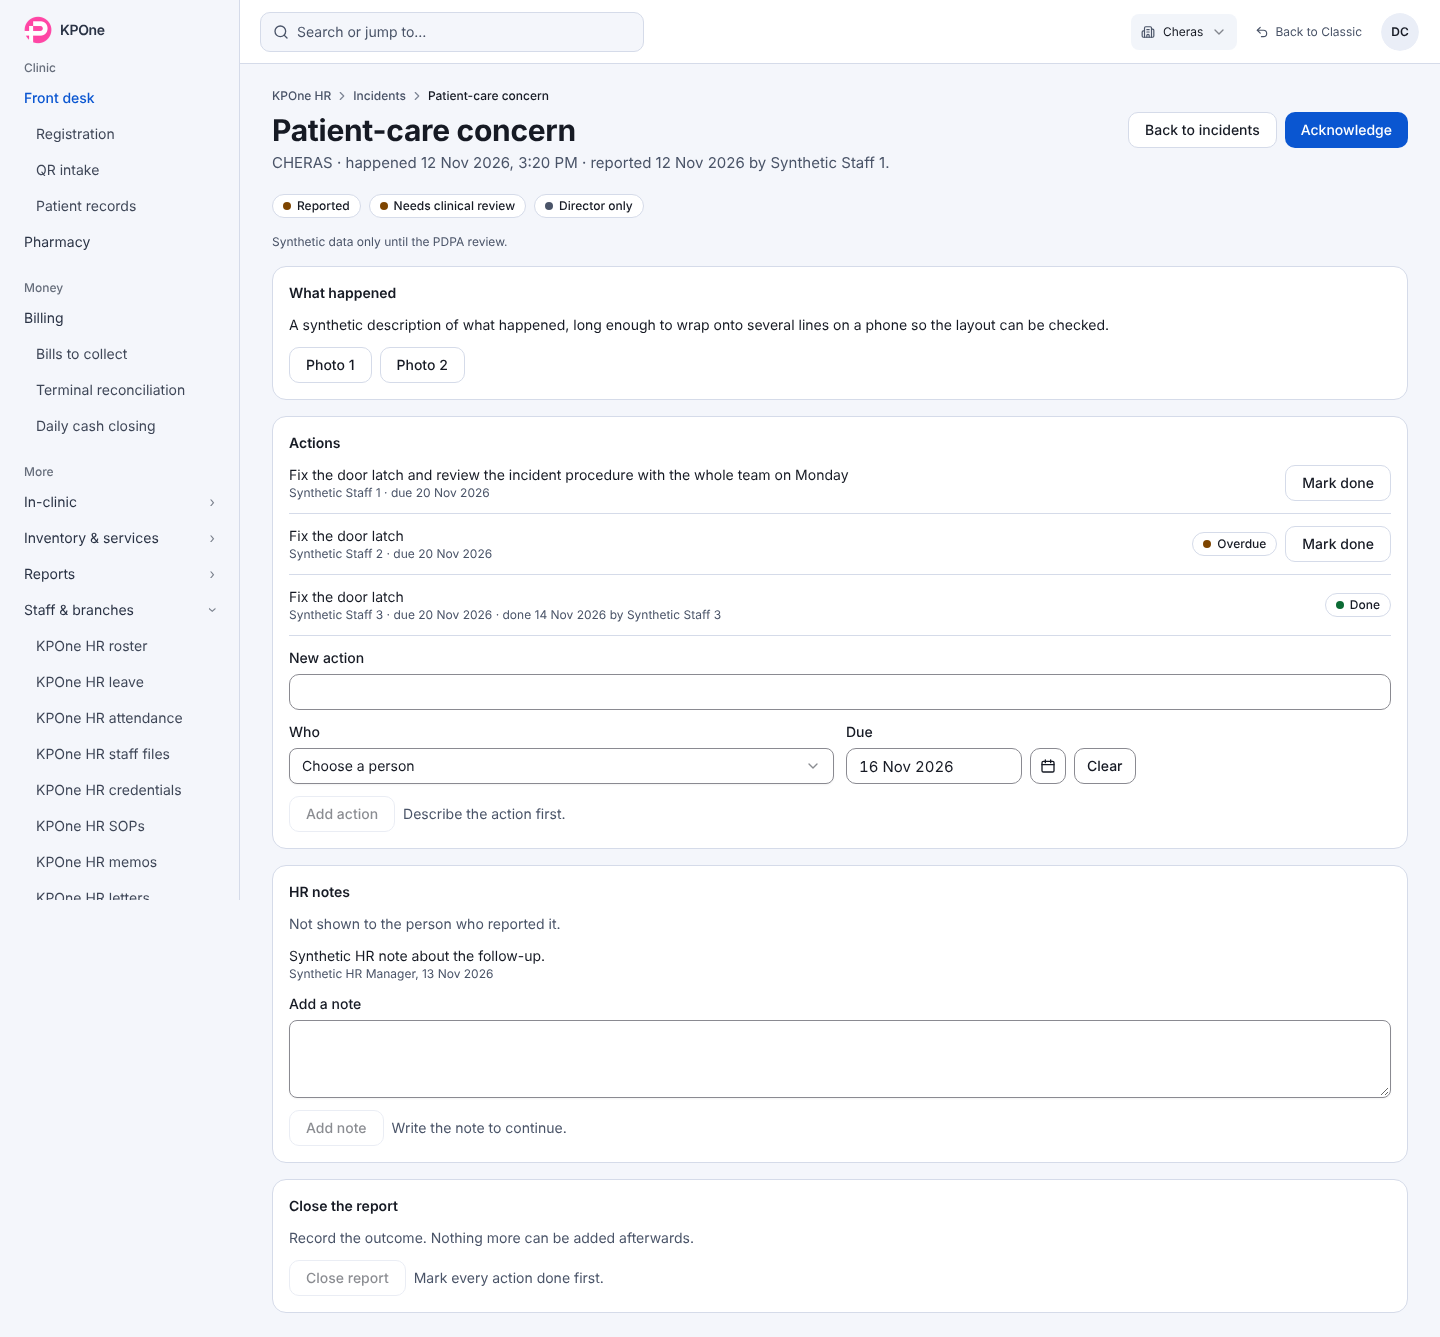 KPOne
Search or jump to...
Cheras
Back to Classic
DC
Clinic
Front desk
Registration
QR intake
Patient records
Pharmacy
Money
Billing
Bills to collect
Terminal reconciliation
Daily cash closing
More
In-clinic
Inventory & services
Reports
Staff & branches
KPOne HR roster
KPOne HR leave
KPOne HR attendance
KPOne HR staff files
KPOne HR credentials
KPOne HR SOPs
KPOne HR memos
KPOne HR letters
KPOne HR
Incidents
Patient-care concern
Patient-care concern
Back to incidents
Acknowledge
CHERAS · happened 12 Nov 2026, 3:20 PM · reported 12 Nov 2026 by Synthetic Staff 1.
Reported
Needs clinical review
Director only
Synthetic data only until the PDPA review.
What happened
A synthetic description of what happened, long enough to wrap onto several lines on a phone so the layout can be checked.
Photo 1
Photo 2
Actions
Fix the door latch and review the incident procedure with the whole team on Monday
Synthetic Staff 1 · due 20 Nov 2026
Mark done
Fix the door latch
Synthetic Staff 2 · due 20 Nov 2026
Overdue
Mark done
Fix the door latch
Synthetic Staff 3 · due 20 Nov 2026 · done 14 Nov 2026 by Synthetic Staff 3
Done
New action
Who
Due
Choose a person
16 Nov 2026
Clear
Add action
Describe the action first.
HR notes
Not shown to the person who reported it.
Synthetic HR note about the follow-up.
Synthetic HR Manager, 13 Nov 2026
Add a note
Add note
Write the note to continue.
Close the report
Record the outcome. Nothing more can be added afterwards.
Close report
Mark every action done first.